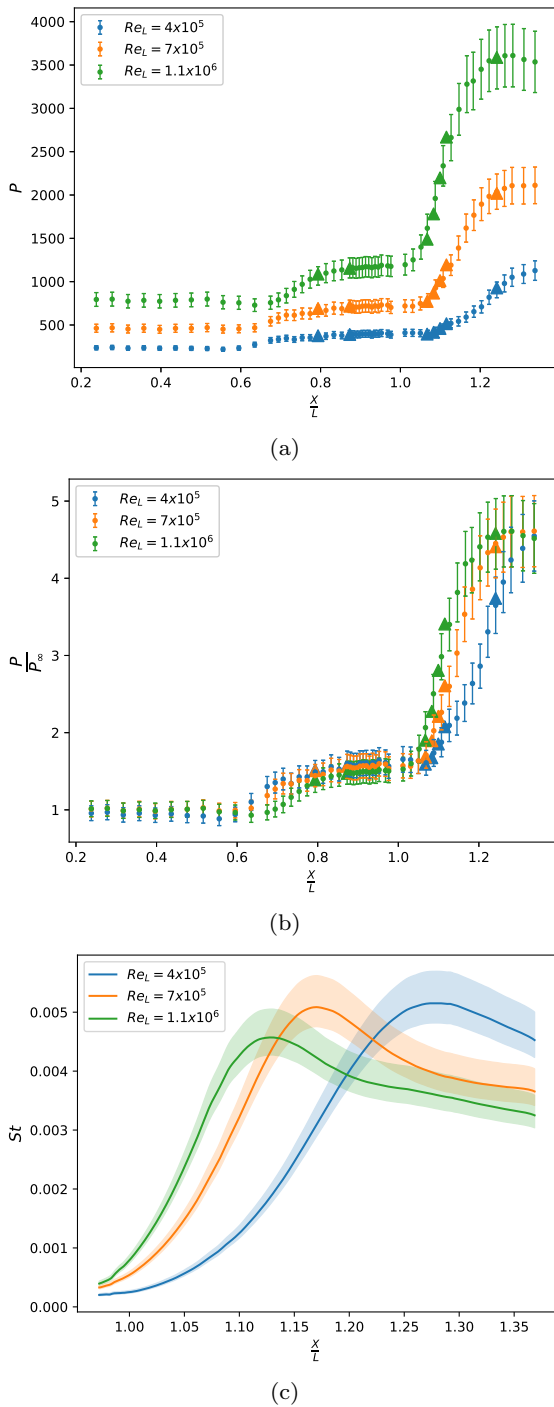 4000
3500
3000
2500
2000
1500
1000
500
P
Re_L = 4x10^5
Re_L = 7x10^5
Re_L = 1.1x10^6
0.2 0.4 0.6 0.8 1.0 1.2
X/L
(a)
5
4
3
2
1
P/P_∞
Re_L = 4x10^5
Re_L = 7x10^5
Re_L = 1.1x10^6
0.2 0.4 0.6 0.8 1.0 1.2
X/L
(b)
0.005
0.004
0.003
0.002
0.001
0.000
St
Re_L = 4x10^5
Re_L = 7x10^5
Re_L = 1.1x10^6
1.00 1.05 1.10 1.15 1.20 1.25 1.30 1.35
X/L
(c)